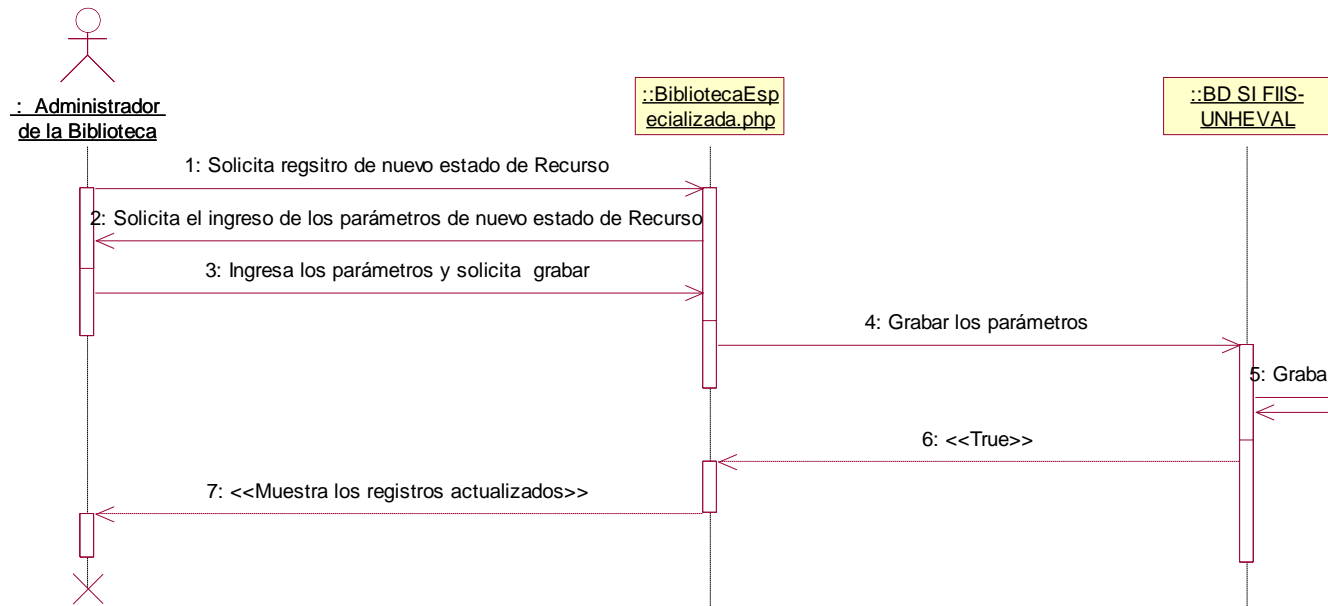 : Administrador
de la Biblioteca
::BibliotecaEsp
ecializada.php
::BD SI FIIS-
UNHEVAL
1: Solicita regsitro de nuevo estado de Recurso
2: Solicita el ingreso de los parámetros de nuevo estado de Recurso
3: Ingresa los parámetros y solicita grabar
4: Grabar los parámetros
5: Graba
6: <<True>>
7: <<Muestra los registros actualizados>>